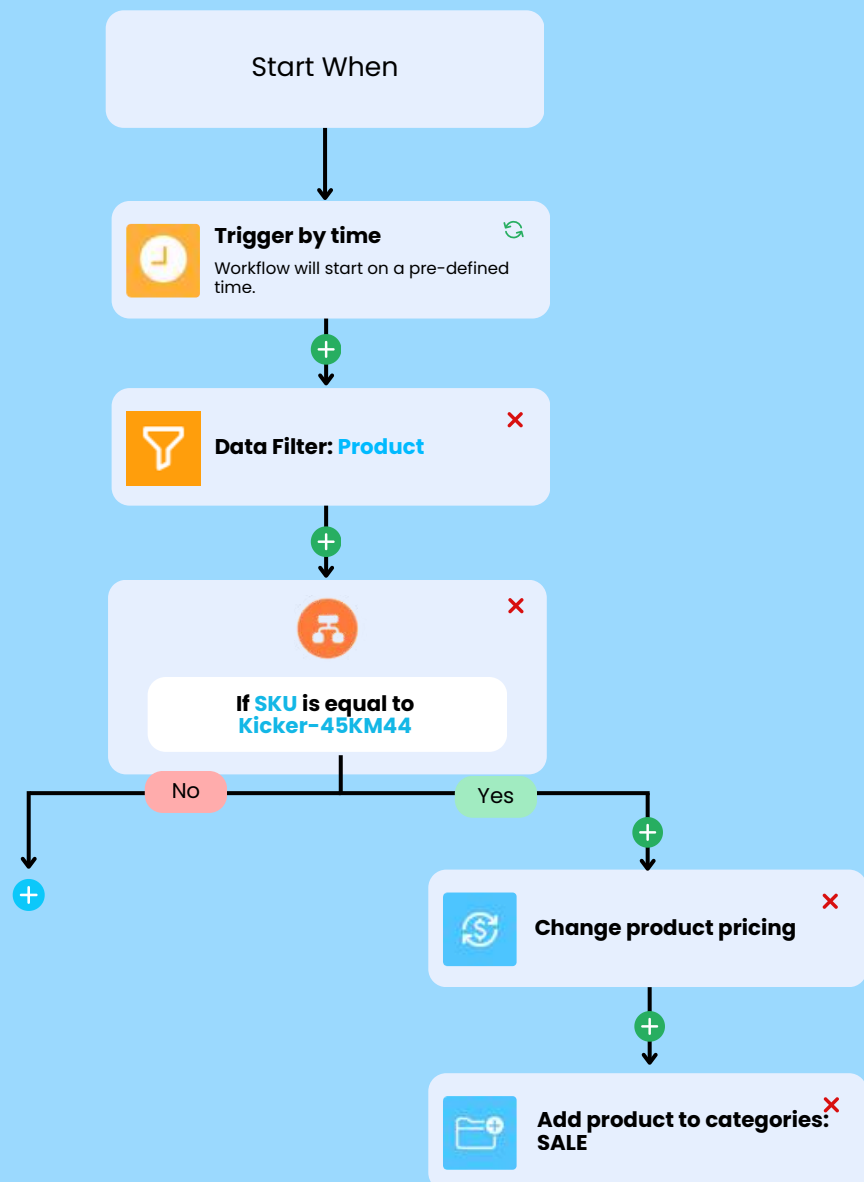 Start When
Trigger by time
Workflow will start on a pre-defined
time.
Data Filter: Product
If SKU is equal to
Kicker-45KM44
No
Yes
Change product pricing
Add product to categories:
SALE